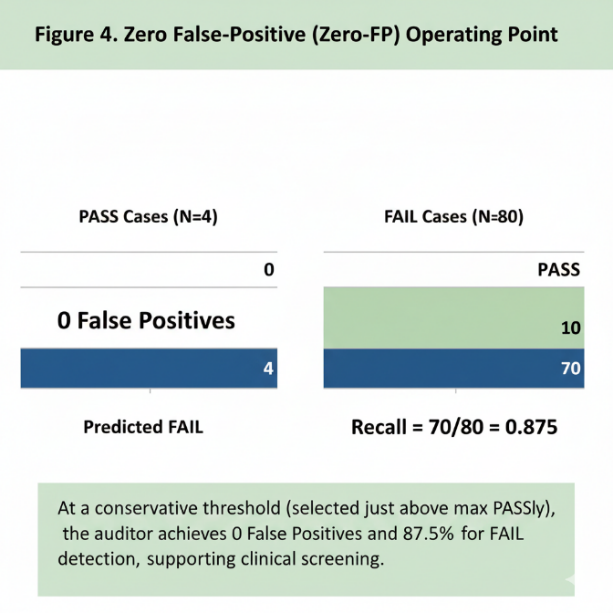 Figure 4. Zero False-Positive (Zero-FP) Operating Point
PASS Cases (N=4)
0
0 False Positives
4
Predicted FAIL
FAIL Cases (N=80)
PASS
10
70
Recall = 70/80 = 0.875
At a conservative threshold (selected just above max PASSly),
the auditor achieves 0 False Positives and 87.5% for FAIL
detection, supporting clinical screening.